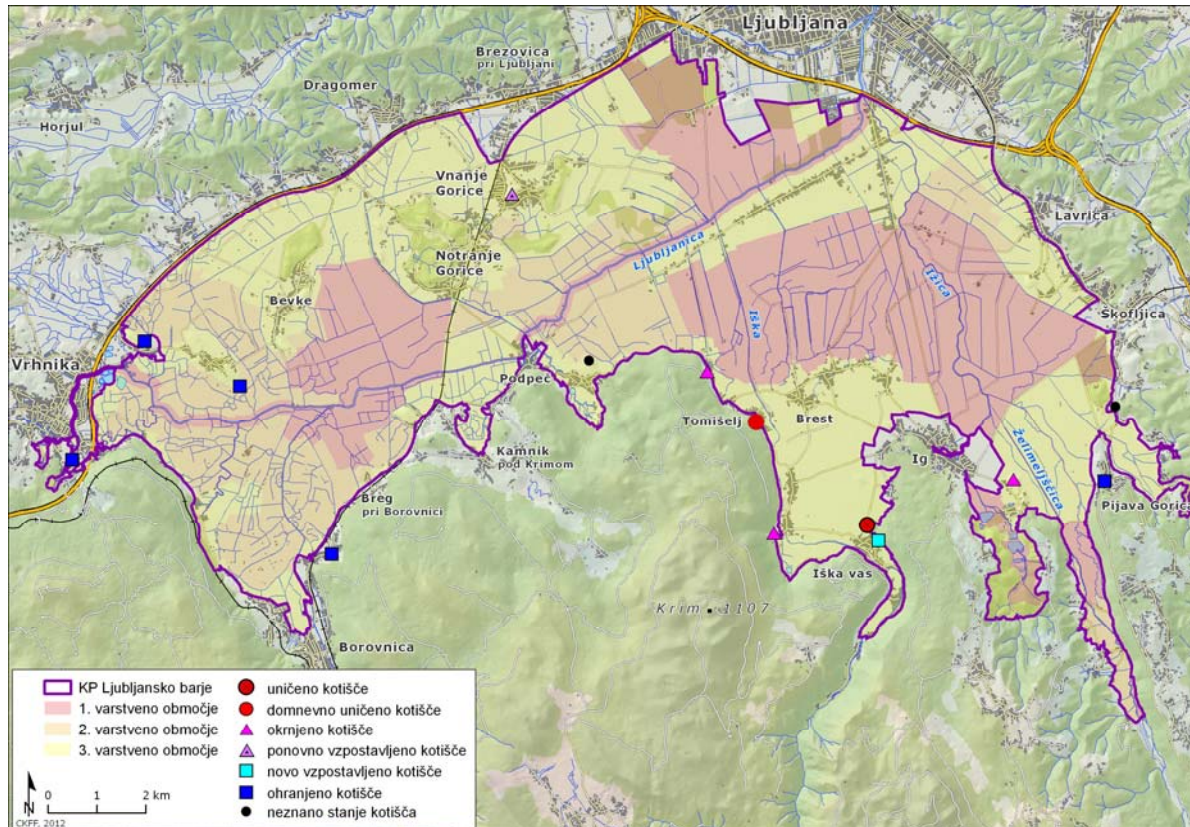 Ljubljana
Brezovica
pri Ljubljani
Dragomer
Horjul
Vnanje
Gorice
Lavrica
Ljubljanica
Notranje
Gorice
Ižica
Bevke
Iška
Škofljica
Vrhnika
Podpeč
Tomišelj
Brest
Kamnik
pod Krimom
Ig
Želimeljščica
Breg
pri Borovnici
Pijava Gorica
Iška vas
Krim 1107
Borovnica
KP Ljubljansko barje
1. varstveno območje
2. varstveno območje
3. varstveno območje
uničeno kotišče
domnevno uničeno kotišče
okrnjeno kotišče
ponovno vzpostavljeno kotišče
novo vzpostavljeno kotišče
ohranjeno kotišče
neznano stanje kotišča
N
0 1 2 km
CKFF, 2012